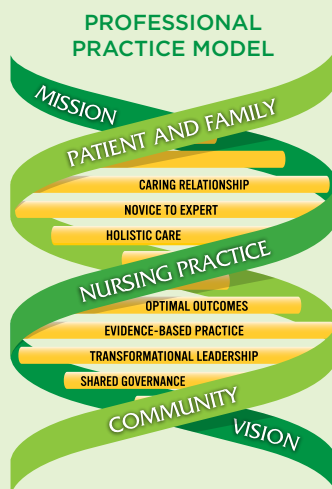 PROFESSIONAL
PRACTICE MODEL
MISSION
PATIENT AND FAMILY
CARING RELATIONSHIP
NOVICE TO EXPERT
HOLISTIC CARE
NURSING PRACTICE
OPTIMAL OUTCOMES
EVIDENCE-BASED PRACTICE
TRANSFORMATIONAL LEADERSHIP
SHARED GOVERNANCE
COMMUNITY
VISION